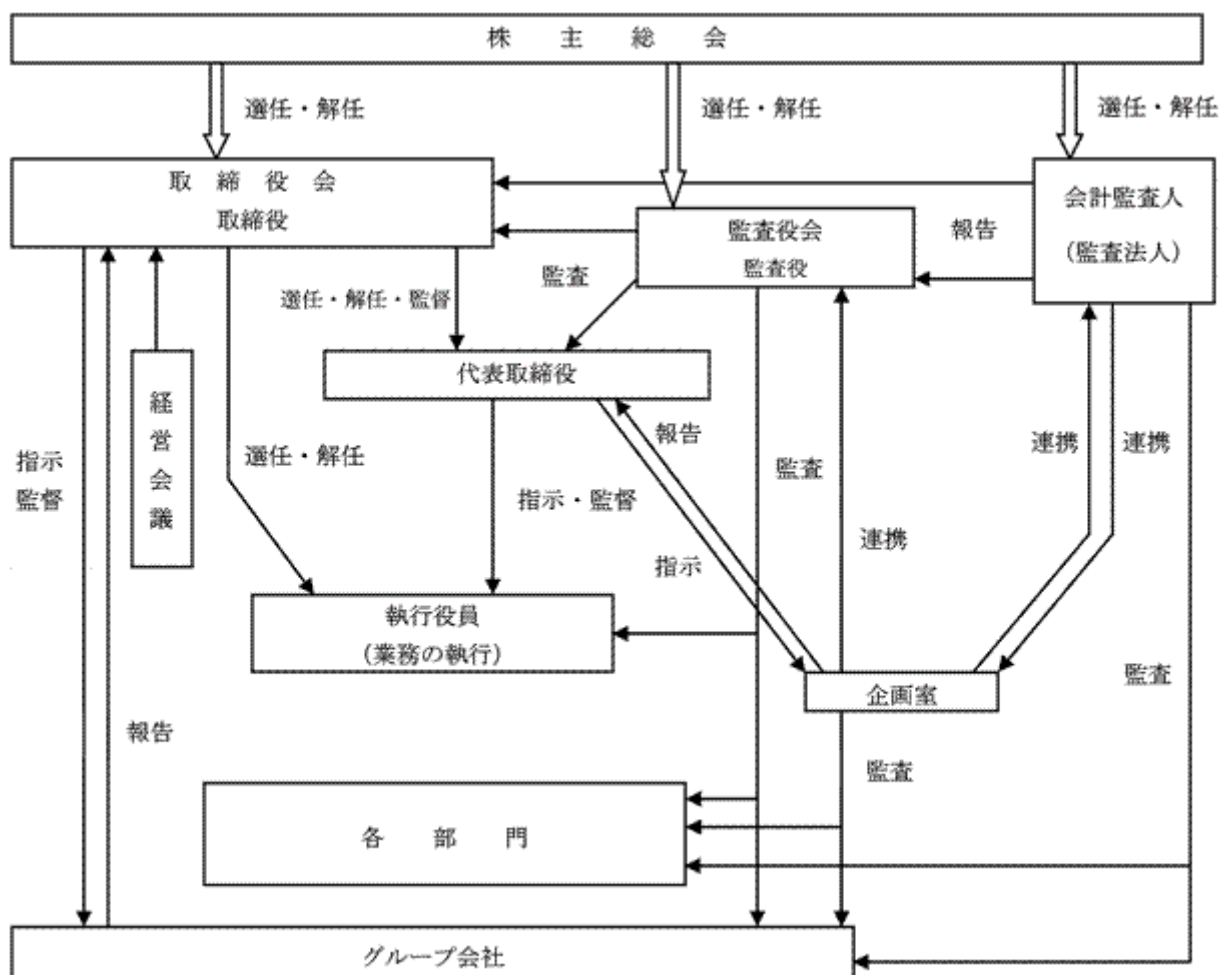 株主総会
選任・解任
選任・解任
選任・解任
取締役会
取締役
会計監査人
(監査法人)
監査役会
監査役
報告
監査
選任・解任・監督
代表取締役
経営会議
指示
監督
選任・解任
報告
監査
連携
連携
指示・監督
連携
指示
執行役員
(業務の執行)
企画室
監査
報告
監査
各部門
グループ会社